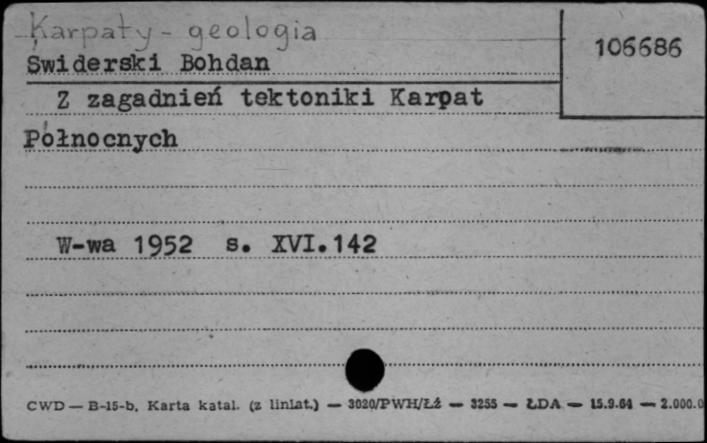 Karpaty - geologia
106686
Swiderski Bohdan
Z zagadnień tektoniki Karpat
Północnych
W-wa 1952 s. XVI.142
CWD — B-15-b. Karta katal. (z liniat.) — 3020/PWH/Łź — 3255 — ŁDA — 15.9.64 — 2.000.0